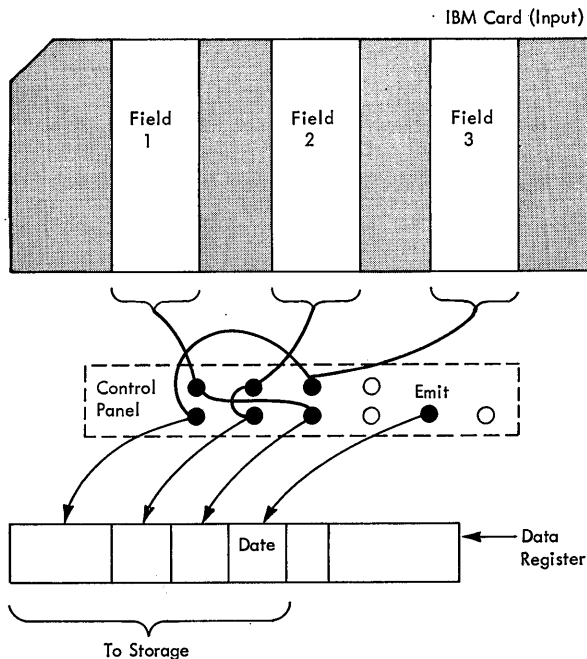 IBM Card (Input)
Field
1
Field
2
Field
3
Control
Panel
Emit
Date
Data
Register
To Storage